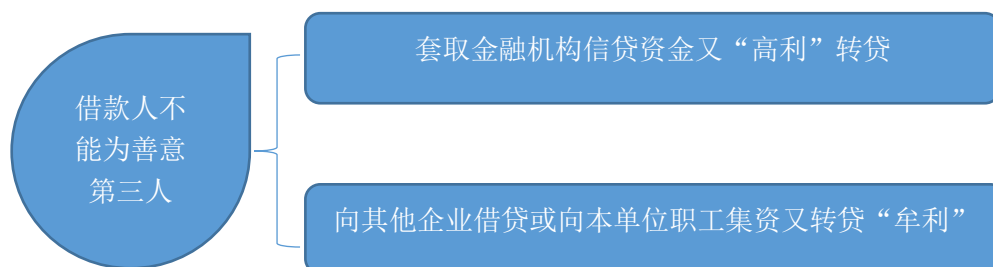 套取金融机构信贷资金又“高利”转贷
借款人不
能为善意
第三人
向其他企业借贷或向本单位职工集资又转贷“牟利”